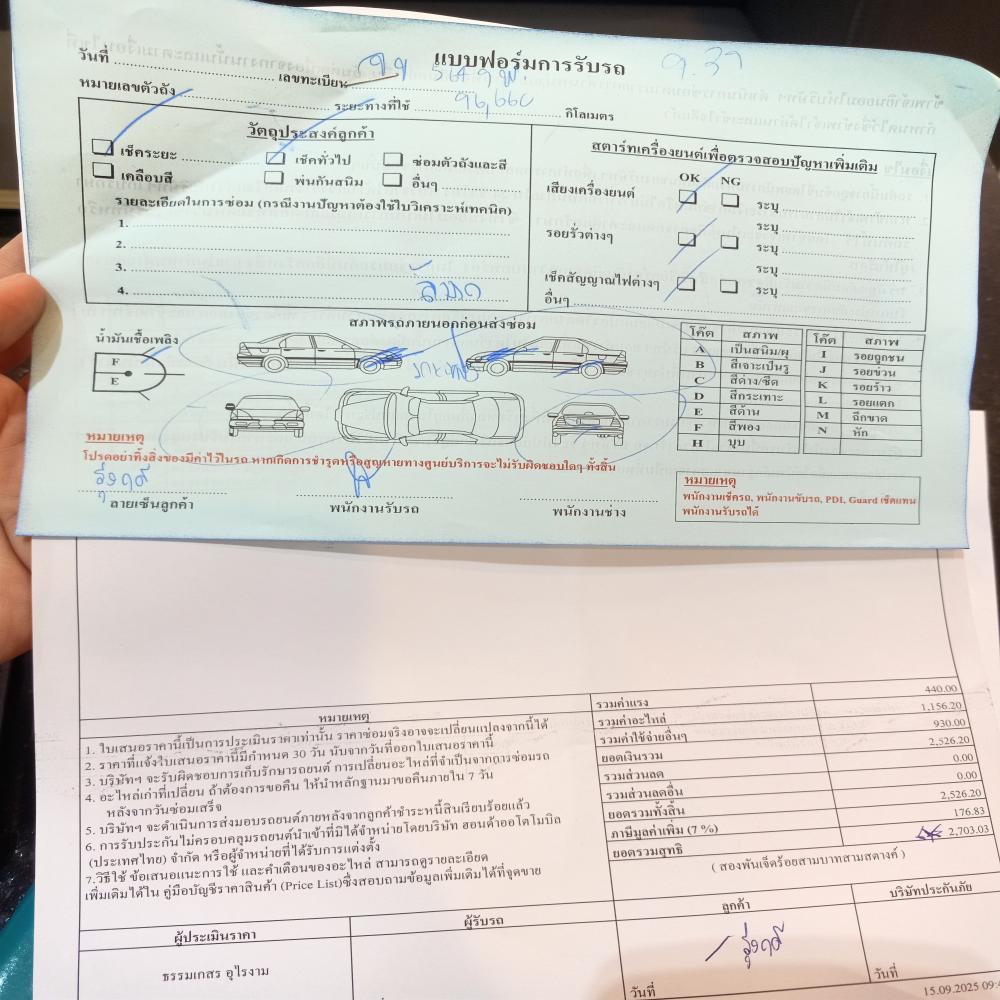 แบบฟอร์มการรับรถ
9.37
วันที่ ............ เลขทะเบียน
หมายเลขตัวถัง ............ ระยะทางที่ใช้ 96,660 กิโลเมตร
วัตถุประสงค์ลูกค้า
เช็คระยะ ............ เช็คทั่วไป ซ่อมตัวถังและสี
เคลือบสี พ่นกันสนิม อื่นๆ ............
รายละเอียดในการซ่อม (กรณีงานปัญหาต้องใช้ใบวิเคราะห์เทคนิค)
1. ............
2. ............
3. ............
4. ............
สตาร์ทเครื่องยนต์เพื่อตรวจสอบปัญหาเพิ่มเติม
OK NG
เสียงเครื่องยนต์ ระบุ ............
ระบุ ............
รอยรั่วต่างๆ ระบุ ............
ระบุ ............
เช็คสัญญาณไฟต่างๆ ระบุ ............
อื่นๆ ............
สภาพรถภายนอกก่อนส่งซ่อม
น้ำมันเชื้อเพลิง
F
E
โค๊ต สภาพ โค๊ต สภาพ
A เป็นสนิม/ผุ I รอยถูกชน
B สีเจาะเป็นรู J รอยข่วน
C สีด่าง/ซีด K รอยร้าว
D สีกระเทาะ L รอยแตก
E สีด้าน M ฉีกขาด
F สีพอง N หัก
H บุบ
หมายเหตุ
โปรดอย่าทิ้งสิ่งของมีค่าไว้ในรถ หากเกิดการชำรุดหรือสูญหายทางศูนย์บริการจะไม่รับผิดชอบใดๆ ทั้งสิ้น
รุ่งฤดี
ลายเซ็นลูกค้า พนักงานรับรถ พนักงานช่าง
หมายเหตุ
พนักงานเช็ครถ, พนักงานขับรถ, PDI, Guard เซ็นแทน
พนักงานรับรถได้
หมายเหตุ
1. ใบเสนอราคานี้เป็นการประเมินราคาเท่านั้น ราคาซ่อมจริงอาจจะเปลี่ยนแปลงจากนี้ได้
2. ราคาที่แจ้งใบเสนอราคานี้มีกำหนด 30 วัน นับจากวันที่ออกใบเสนอราคานี้
3. บริษัทฯ จะรับผิดชอบการเก็บรักษารถยนต์ การเปลี่ยนอะไหล่ที่จำเป็นจากการซ่อมรถ
4. อะไหล่เก่าที่เปลี่ยน ถ้าต้องการขอคืน ให้นำหลักฐานมาขอคืนภายใน 7 วัน
หลังจากวันซ่อมเสร็จ
5. บริษัทฯ จะดำเนินการส่งมอบรถยนต์ภายหลังจากลูกค้าชำระหนี้สินเรียบร้อยแล้ว
6. การรับประกันไม่ครอบคลุมรถยนต์นำเข้าที่มิได้จำหน่ายโดยบริษัท ฮอนด้าออโตโมบิล
(ประเทศไทย) จำกัด หรือผู้จำหน่ายที่ได้รับการแต่งตั้ง
7.วิธีใช้ ข้อเสนอแนะการใช้ และคำเตือนของอะไหล่ สามารถดูรายละเอียด
เพิ่มเติมได้ใน คู่มือบัญชีราคาสินค้า (Price List)ซึ่งสอบถามข้อมูลเพิ่มเติมได้ที่จุดขาย
รวมค่าแรง 440.00
รวมค่าอะไหล่ 1,156.20
รวมค่าใช้จ่ายอื่นๆ 930.00
ยอดเงินรวม 2,526.20
รวมส่วนลด 0.00
รวมส่วนลดอื่น 0.00
ยอดรวมทั้งสิ้น 2,526.20
ภาษีมูลค่าเพิ่ม (7 %) 176.83
ยอดรวมสุทธิ 2,703.03
( สองพันเจ็ดร้อยสามบาทสามสตางค์ )
ผู้ประเมินราคา ผู้รับรถ ลูกค้า บริษัทประกันภัย
รุ่งฤดี
ธรรมเกสร อุไรงาม
วันที่ วันที่
15.09.2025